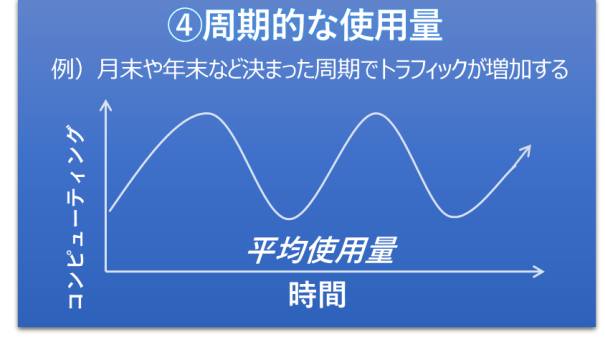 ④周期的な使用量
例）月末や年末など決まった周期でトラフィックが増加する
コンピューティング
平均使用量
時間